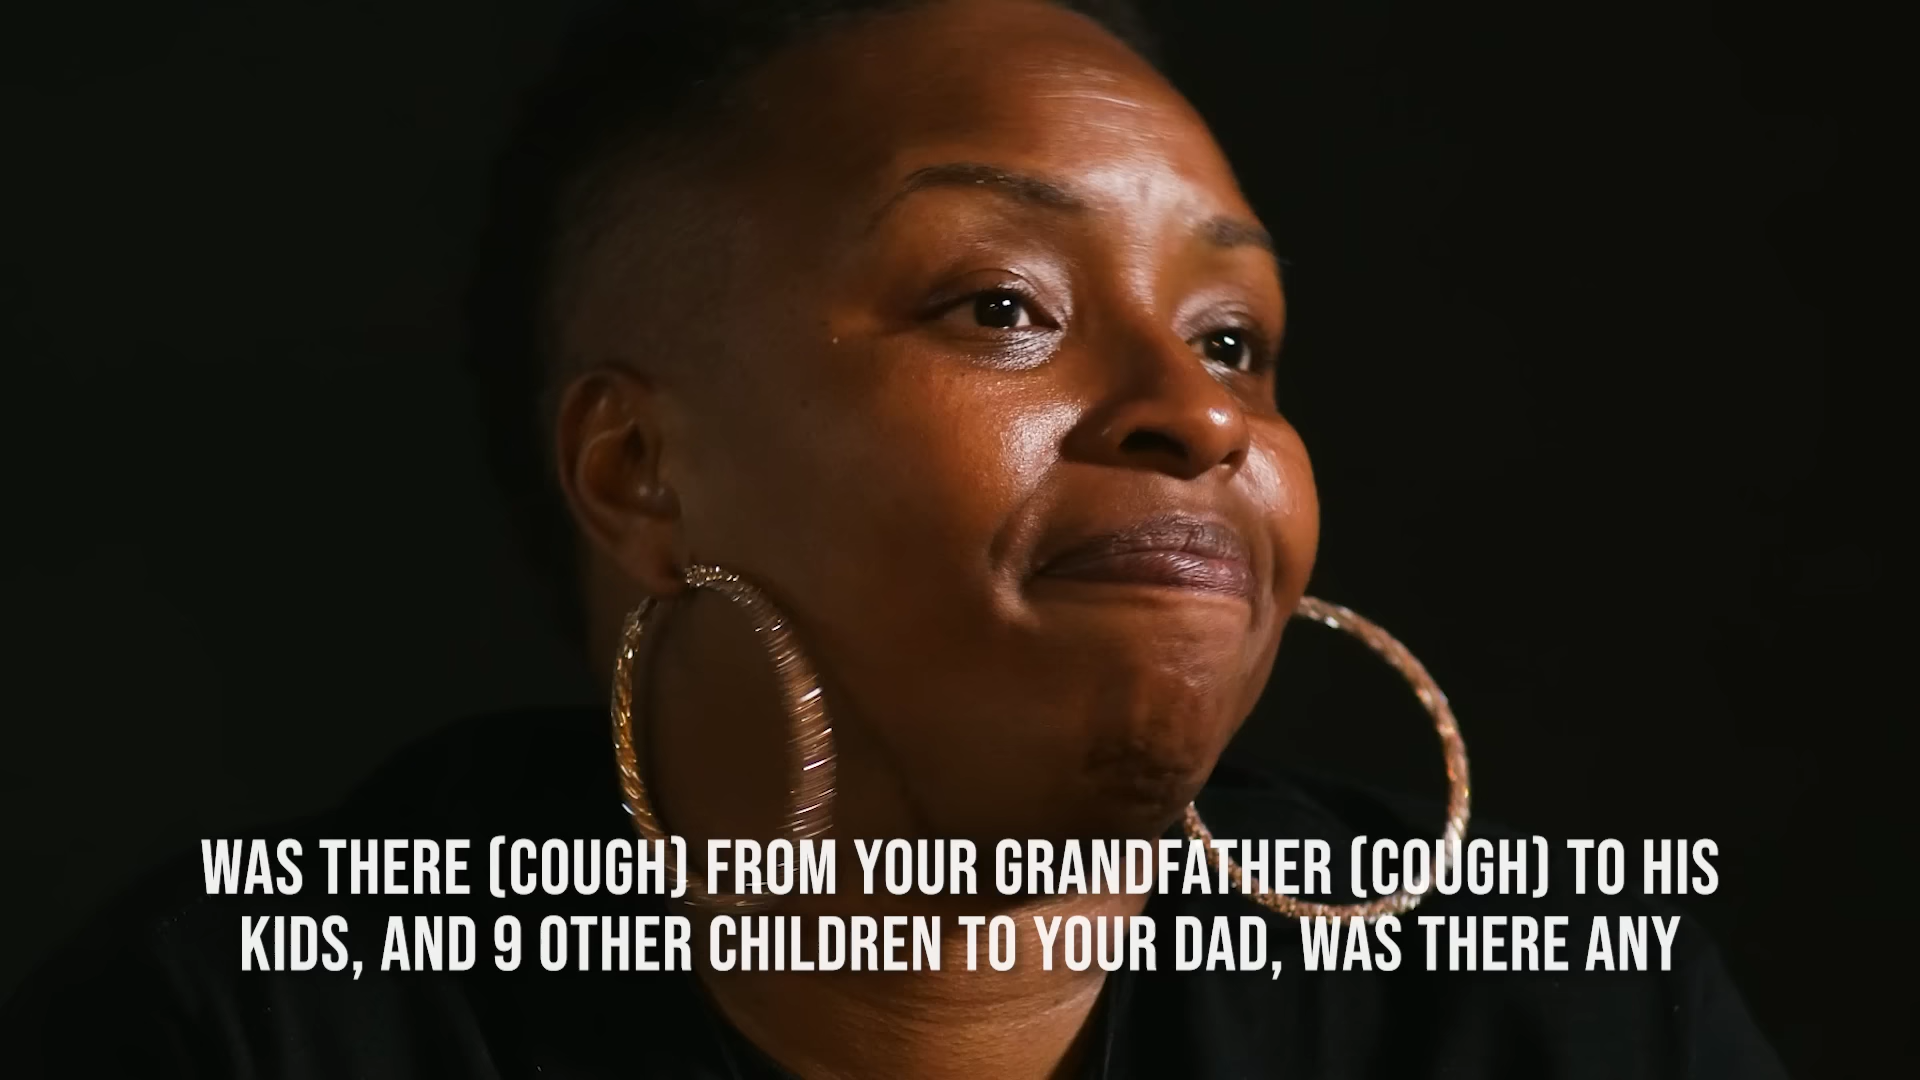 WAS THERE (COUGH) FROM YOUR GRANDFATHER (COUGH) TO HIS
KIDS, AND 9 OTHER CHILDREN TO YOUR DAD, WAS THERE ANY